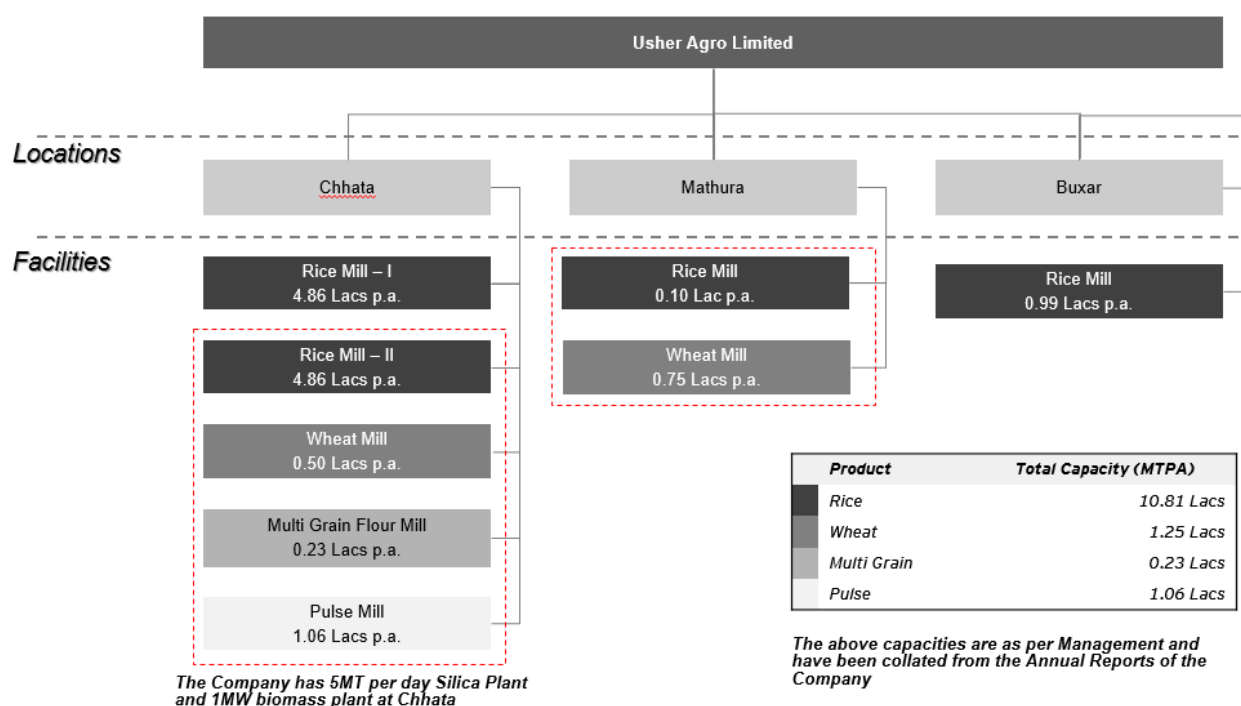 Usher Agro Limited
Locations
Chhata
Mathura
Buxar
Facilities
Rice Mill – I
4.86 Lacs p.a.
Rice Mill – II
4.86 Lacs p.a.
Wheat Mill
0.50 Lacs p.a.
Multi Grain Flour Mill
0.23 Lacs p.a.
Pulse Mill
1.06 Lacs p.a.
The Company has 5MT per day Silica Plant
and 1MW biomass plant at Chhata
Rice Mill
0.10 Lac p.a.
Wheat Mill
0.75 Lacs p.a.
Rice Mill
0.99 Lacs p.a.
Product Total Capacity (MTPA)
Rice 10.81 Lacs
Wheat 1.25 Lacs
Multi Grain 0.23 Lacs
Pulse 1.06 Lacs
The above capacities are as per Management and
have been collated from the Annual Reports of the
Company